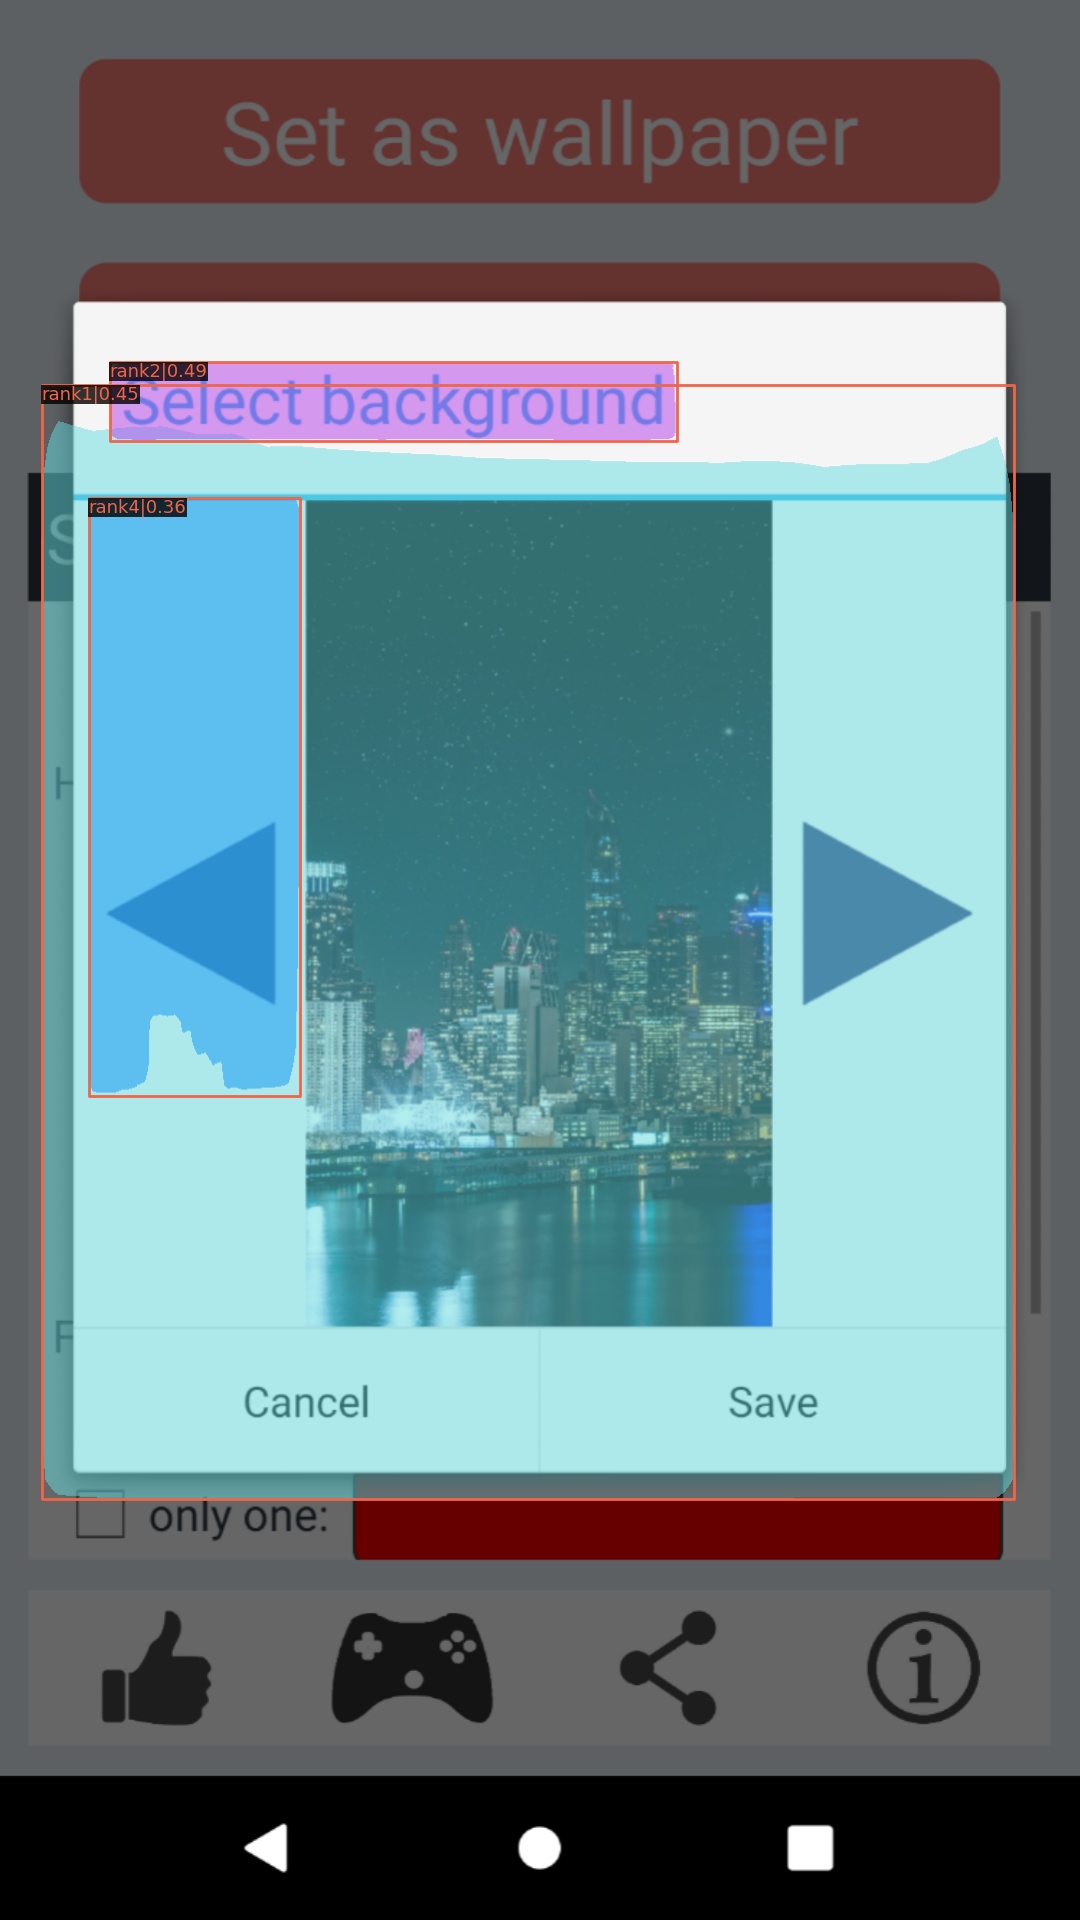 Set as wallpaper
rank2|0.49
rank1|0.45
Select background
rank4|0.36
S
H
F
Cancel
Save
only one: